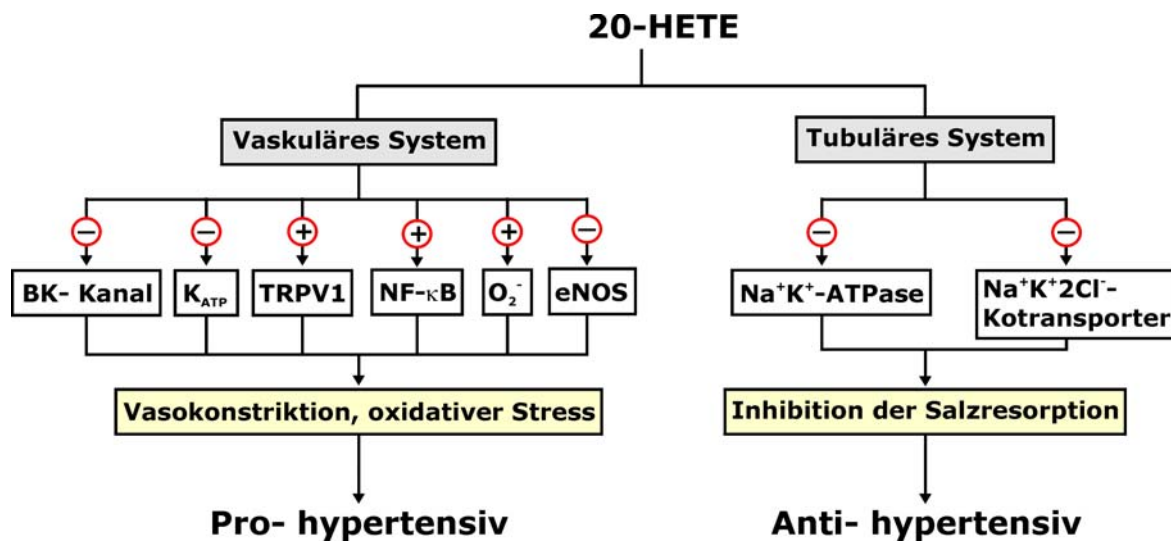 20-HETE
Vaskuläres System
Tubuläres System
− − + + + −
− −
BK- Kanal
K_ATP
TRPV1
NF-κB
O₂⁻
eNOS
Na⁺K⁺-ATPase
Na⁺K⁺2Cl⁻-
Kotransporter
Vasokonstriktion, oxidativer Stress
Inhibition der Salzresorption
Pro- hypertensiv
Anti- hypertensiv